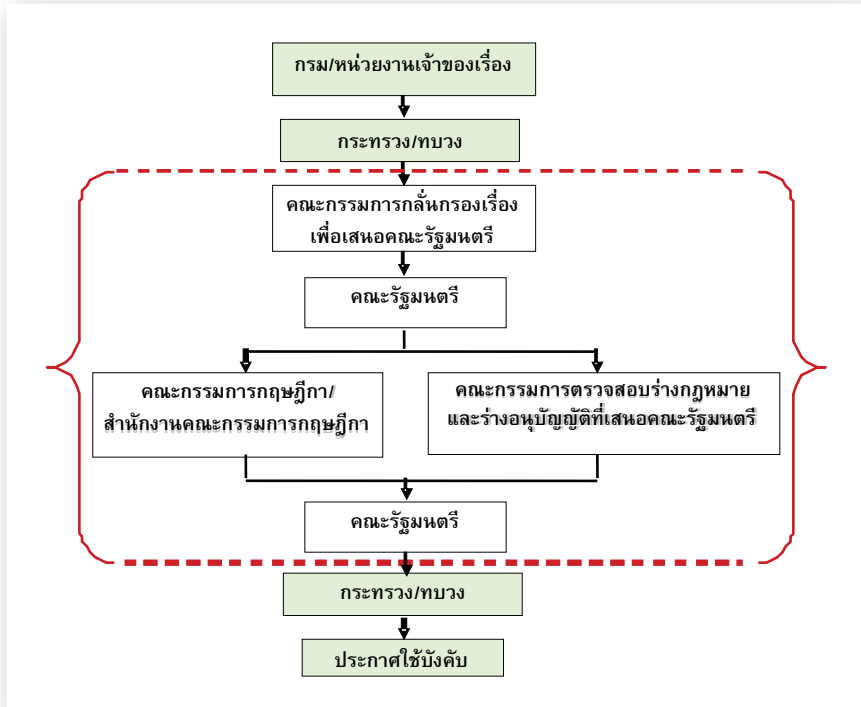 กรม/หน่วยงานเจ้าของเรื่อง
กระทรวง/ทบวง
คณะกรรมการกลั่นกรองเรื่อง
เพื่อเสนอคณะรัฐมนตรี
คณะรัฐมนตรี
คณะกรรมการกฤษฎีกา/
สำนักงานคณะกรรมการกฤษฎีกา
คณะกรรมการตรวจสอบร่างกฎหมาย
และร่างอนุบัญญัติที่เสนอคณะรัฐมนตรี
คณะรัฐมนตรี
กระทรวง/ทบวง
ประกาศใช้บังคับ